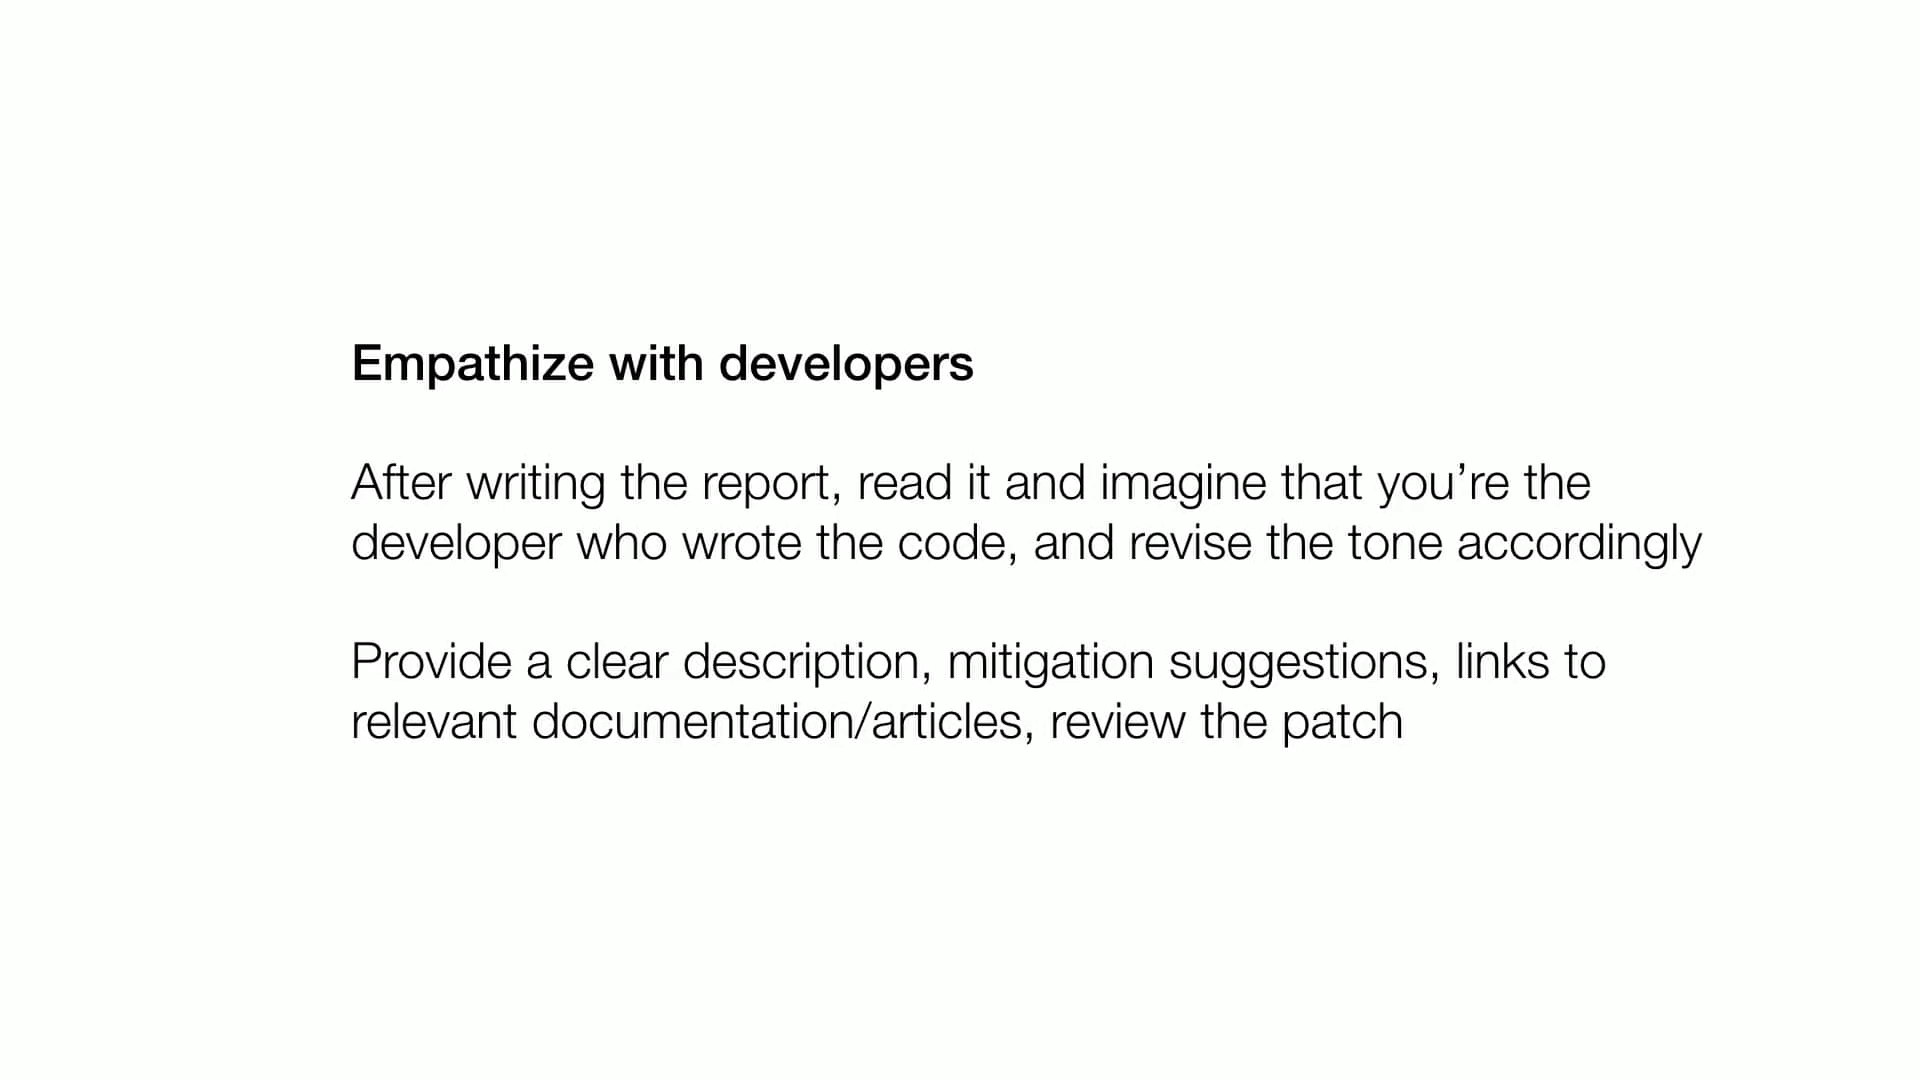 Empathize with developers
After writing the report, read it and imagine that you’re the
developer who wrote the code, and revise the tone accordingly
Provide a clear description, mitigation suggestions, links to
relevant documentation/articles, review the patch